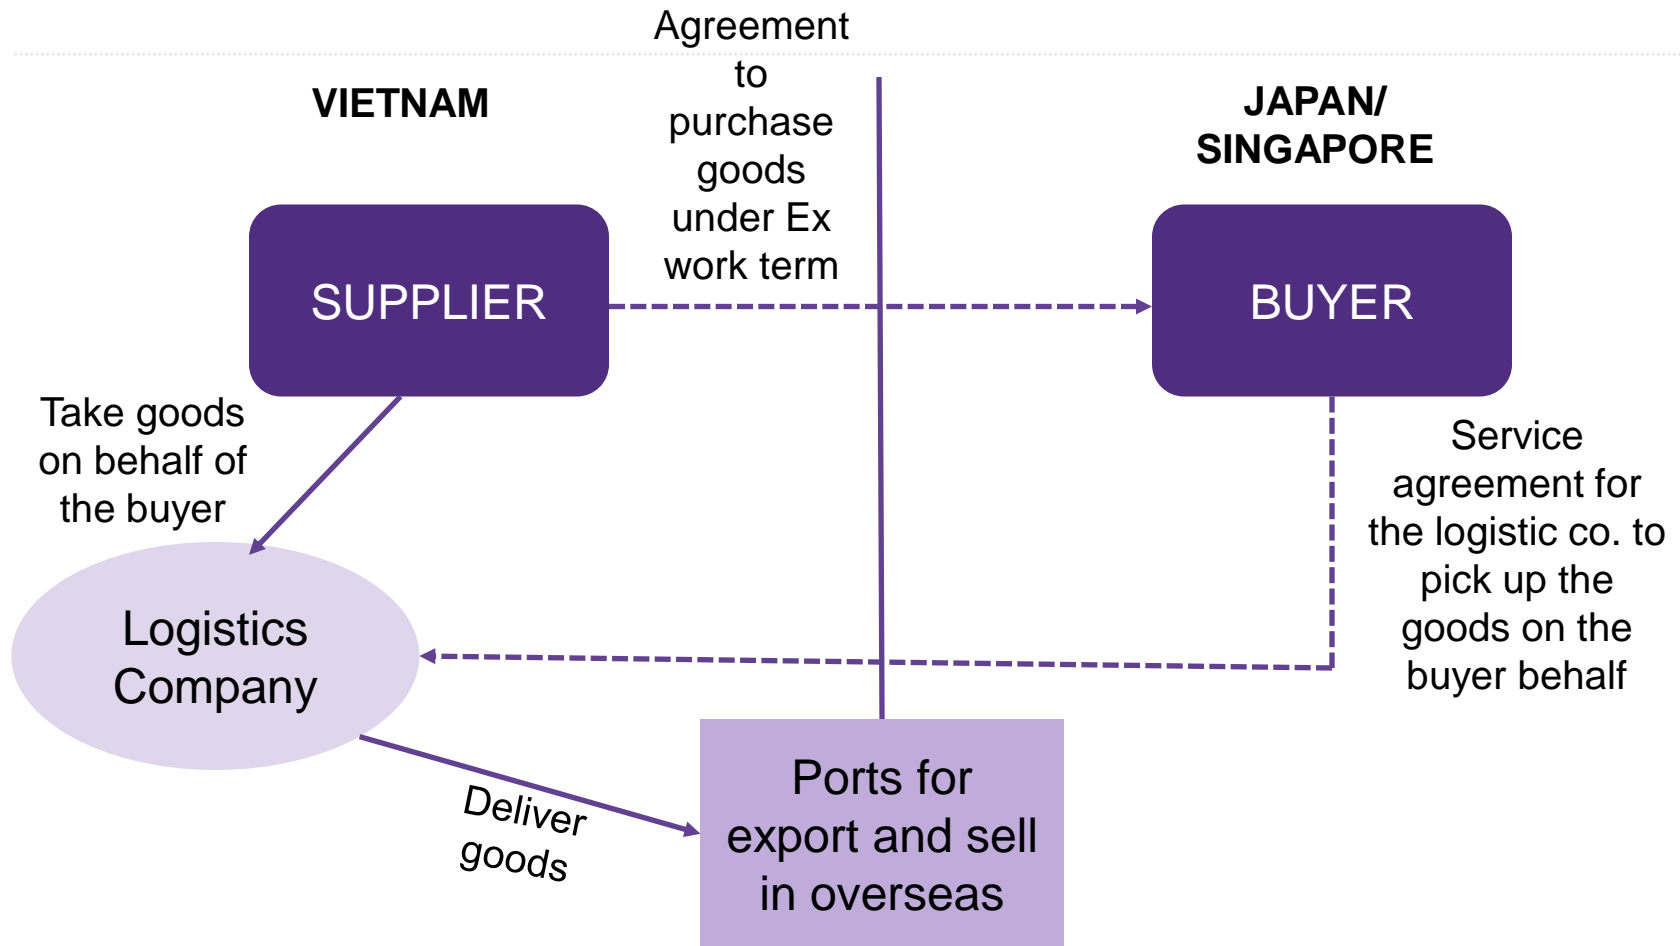 Agreement
to
purchase
goods
under Ex
work term
VIETNAM
JAPAN/
SINGAPORE
SUPPLIER
BUYER
Take goods
on behalf of
the buyer
Service
agreement for
the logistic co. to
pick up the
goods on the
buyer behalf
Logistics
Company
Deliver
goods
Ports for
export and sell
in overseas